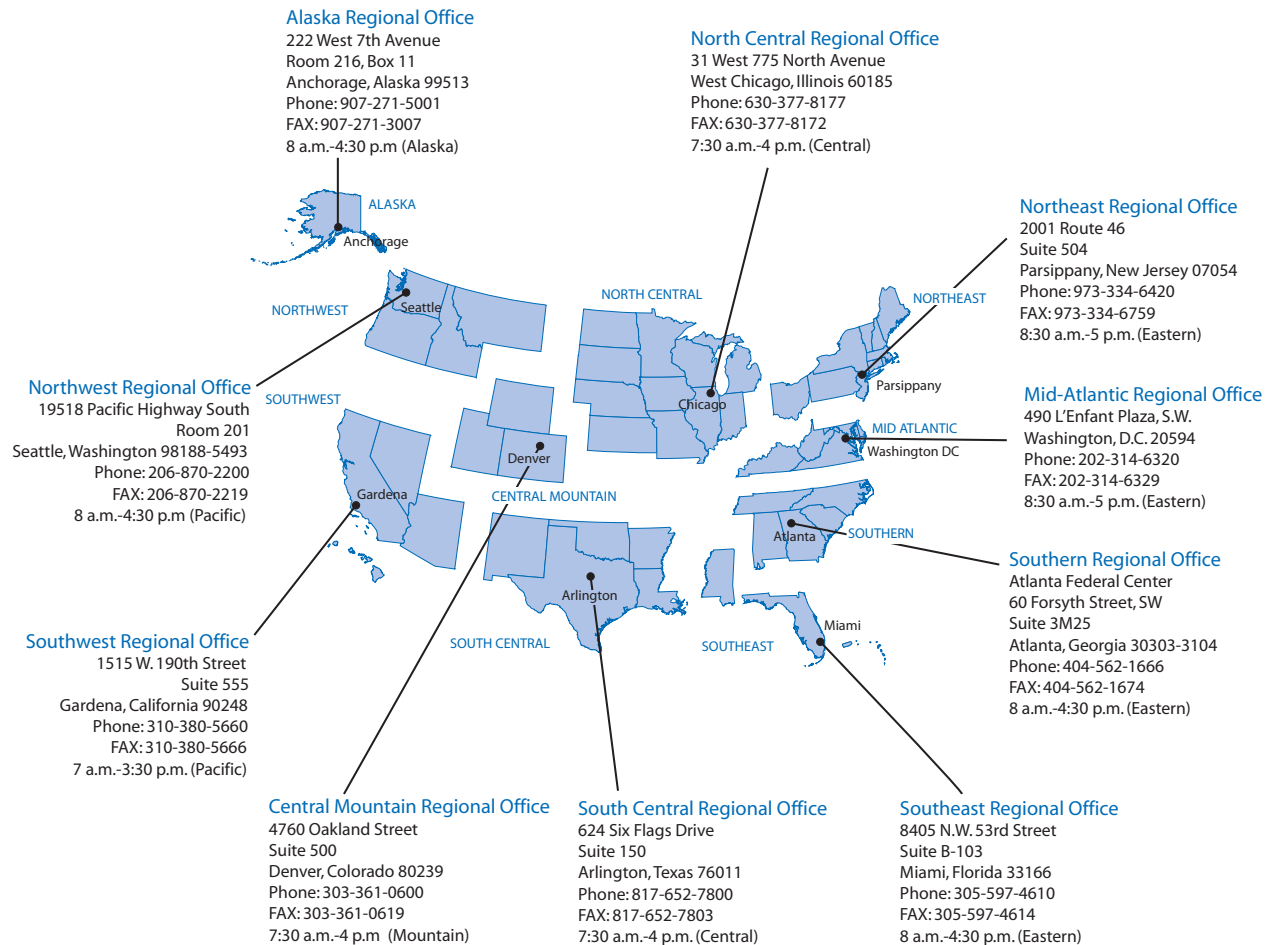 Alaska Regional Office
222 West 7th Avenue
Room 216, Box 11
Anchorage, Alaska 99513
Phone: 907-271-5001
FAX: 907-271-3007
8 a.m.-4:30 p.m (Alaska)
North Central Regional Office
31 West 775 North Avenue
West Chicago, Illinois 60185
Phone: 630-377-8177
FAX: 630-377-8172
7:30 a.m.-4 p.m. (Central)
Northeast Regional Office
2001 Route 46
Suite 504
Parsippany, New Jersey 07054
Phone: 973-334-6420
FAX: 973-334-6759
8:30 a.m.-5 p.m. (Eastern)
ALASKA
Anchorage
NORTHWEST
Seattle
NORTH CENTRAL
NORTHEAST
Northwest Regional Office
19518 Pacific Highway South
Room 201
Seattle, Washington 98188-5493
Phone: 206-870-2200
FAX: 206-870-2219
8 a.m.-4:30 p.m (Pacific)
SOUTHWEST
Gardena
Denver
CENTRAL MOUNTAIN
Chicago
Parsippany
MID ATLANTIC
Washington DC
Mid-Atlantic Regional Office
490 L'Enfant Plaza, S.W.
Washington, D.C. 20594
Phone: 202-314-6320
FAX: 202-314-6329
8:30 a.m.-5 p.m. (Eastern)
Atlanta
SOUTHERN
Southern Regional Office
Atlanta Federal Center
60 Forsyth Street, SW
Suite 3M25
Atlanta, Georgia 30303-3104
Phone: 404-562-1666
FAX: 404-562-1674
8 a.m.-4:30 p.m. (Eastern)
Arlington
SOUTH CENTRAL
Miami
SOUTHEAST
Southwest Regional Office
1515 W. 190th Street
Suite 555
Gardena, California 90248
Phone: 310-380-5660
FAX: 310-380-5666
7 a.m.-3:30 p.m. (Pacific)
Central Mountain Regional Office
4760 Oakland Street
Suite 500
Denver, Colorado 80239
Phone: 303-361-0600
FAX: 303-361-0619
7:30 a.m.-4 p.m (Mountain)
South Central Regional Office
624 Six Flags Drive
Suite 150
Arlington, Texas 76011
Phone: 817-652-7800
FAX: 817-652-7803
7:30 a.m.-4 p.m. (Central)
Southeast Regional Office
8405 N.W. 53rd Street
Suite B-103
Miami, Florida 33166
Phone: 305-597-4610
FAX: 305-597-4614
8 a.m.-4:30 p.m. (Eastern)